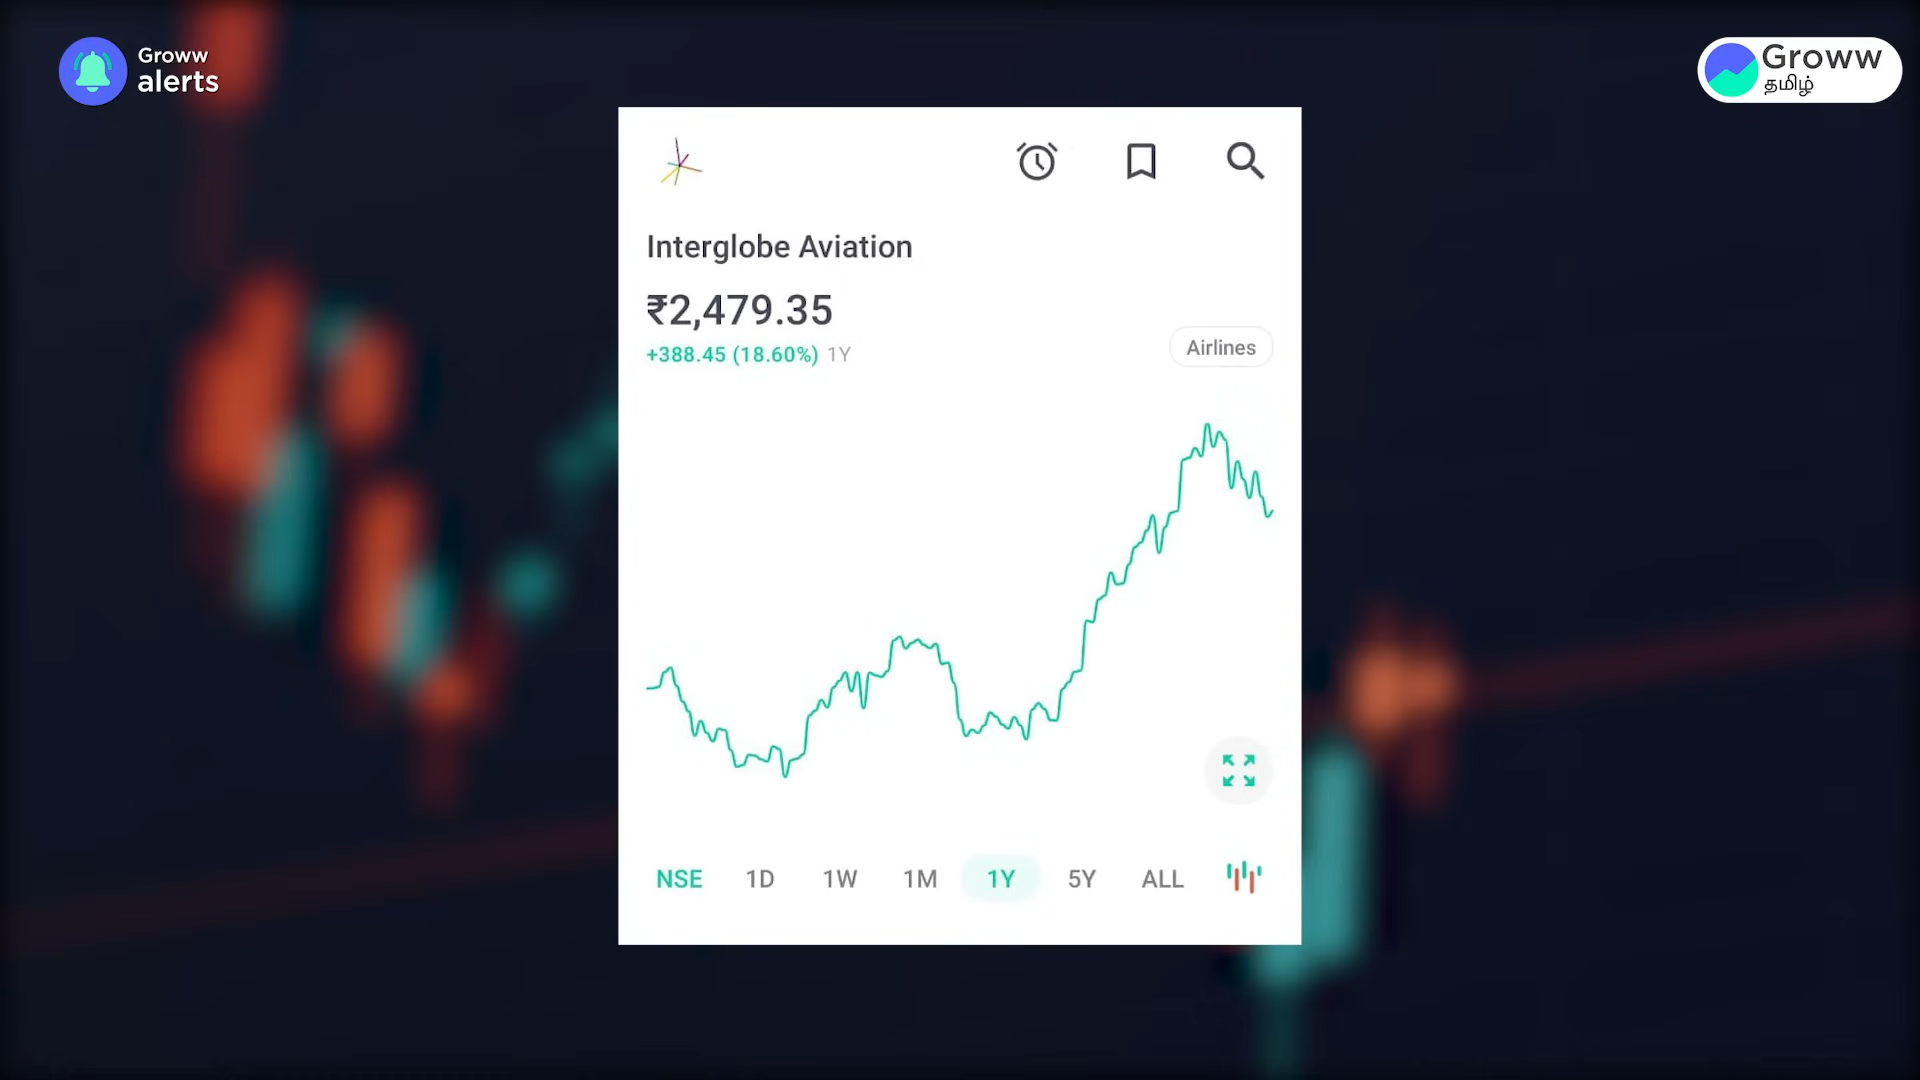 Groww
alerts
Groww
தமிழ்
Interglobe Aviation
₹2,479.35
+388.45 (18.60%) 1Y
Airlines
NSE 1D 1W 1M 1Y 5Y ALL